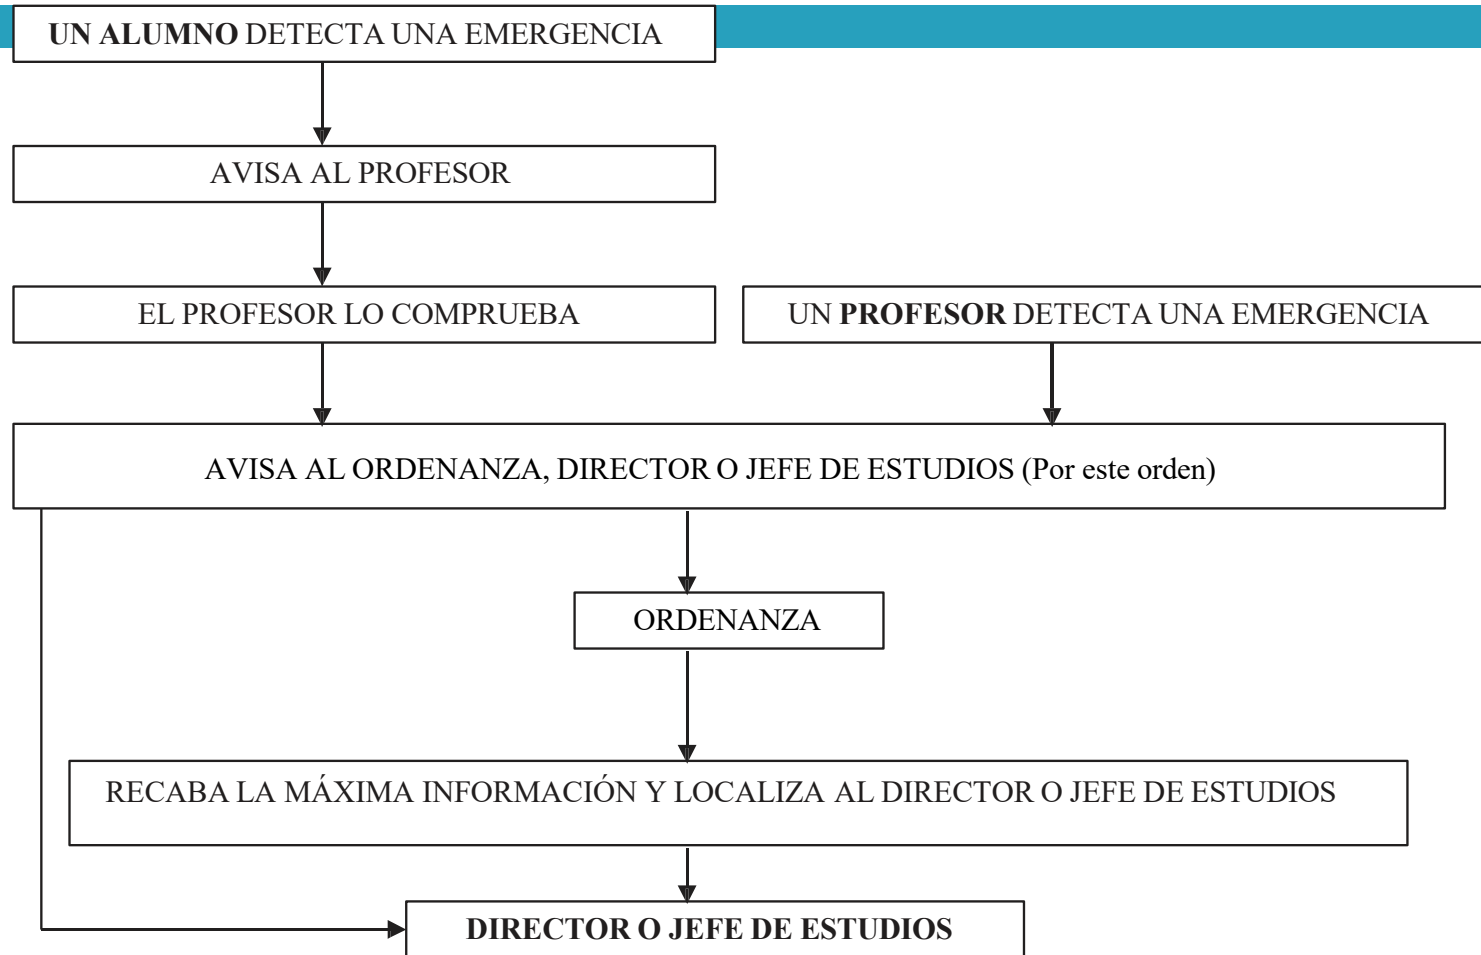 UN ALUMNO DETECTA UNA EMERGENCIA
AVISA AL PROFESOR
EL PROFESOR LO COMPRUEBA
UN PROFESOR DETECTA UNA EMERGENCIA
AVISA AL ORDENANZA, DIRECTOR O JEFE DE ESTUDIOS (Por este orden)
ORDENANZA
RECABA LA MÁXIMA INFORMACIÓN Y LOCALIZA AL DIRECTOR O JEFE DE ESTUDIOS
DIRECTOR O JEFE DE ESTUDIOS